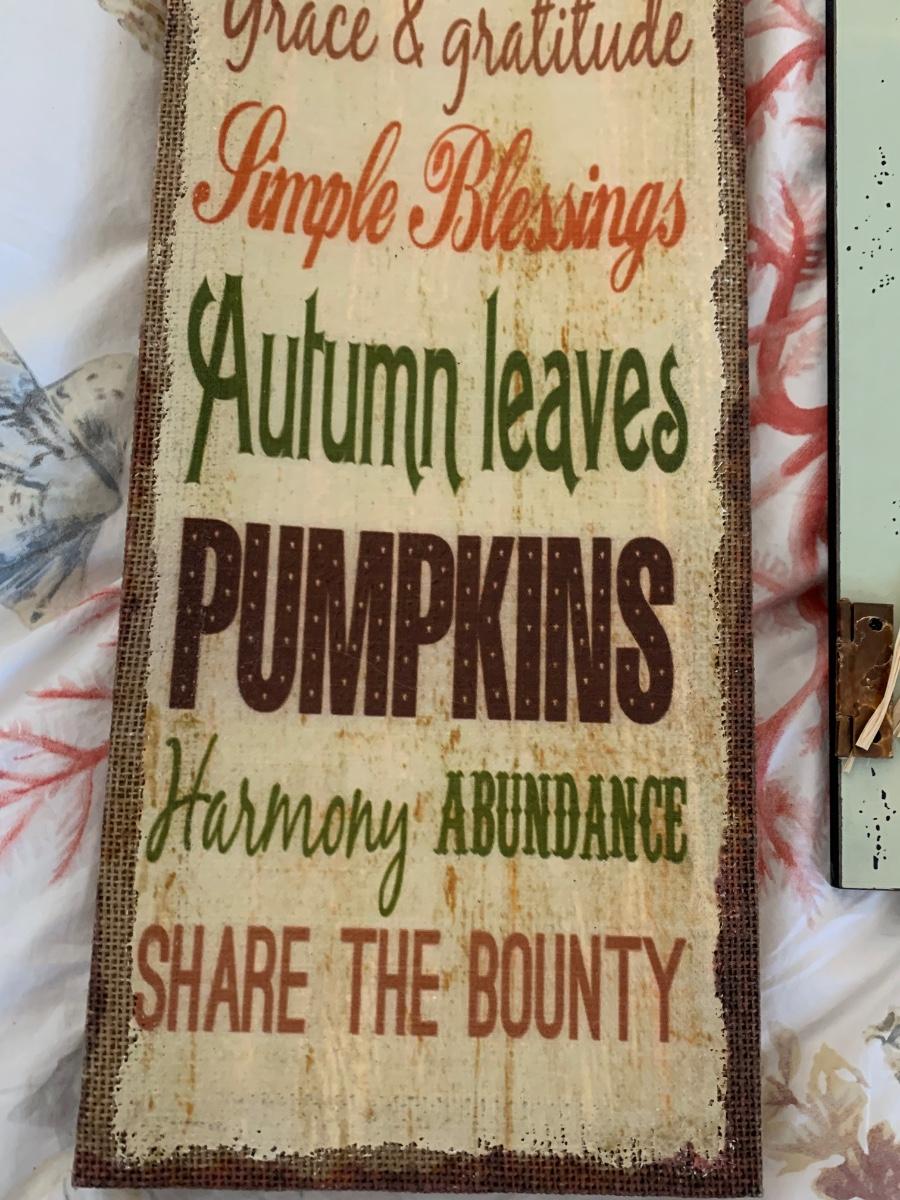 grace & gratitude
Simple Blessings
Autumn leaves
PUMPKINS
Harmony ABUNDANCE
SHARE THE BOUNTY